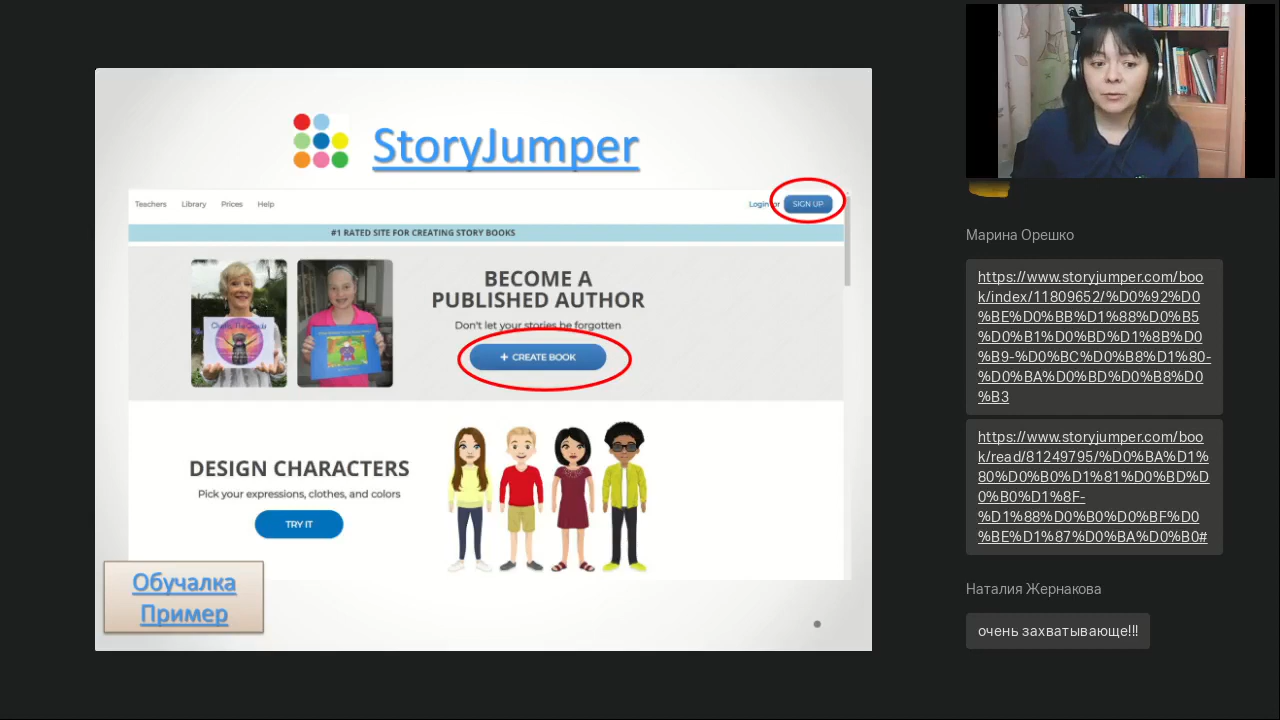 StoryJumper
Teachers Library Prices Help
Login or SIGN UP
#1 RATED SITE FOR CREATING STORY BOOKS
BECOME A
PUBLISHED AUTHOR
Don't let your stories be forgotten
+ CREATE BOOK
DESIGN CHARACTERS
Pick your expressions, clothes, and colors
TRY IT
Обучалка
Пример
Марина Орешко
https://www.storyjumper.com/boo
k/index/11809652/%D0%92%D0
%BE%D0%BB%D1%88%D0%B5
%D0%B1%D0%BD%D1%8B%D0
%B9-%D0%BC%D0%B8%D1%80-
%D0%BA%D0%BD%D0%B8%D0
%B3
https://www.storyjumper.com/boo
k/read/81249795/%D0%BA%D1%
80%D0%B0%D1%81%D0%BD%D
0%B0%D1%8F-
%D1%88%D0%B0%D0%BF%D0
%BE%D1%87%D0%BA%D0%B0#
Наталия Жернакова
очень захватывающе!!!